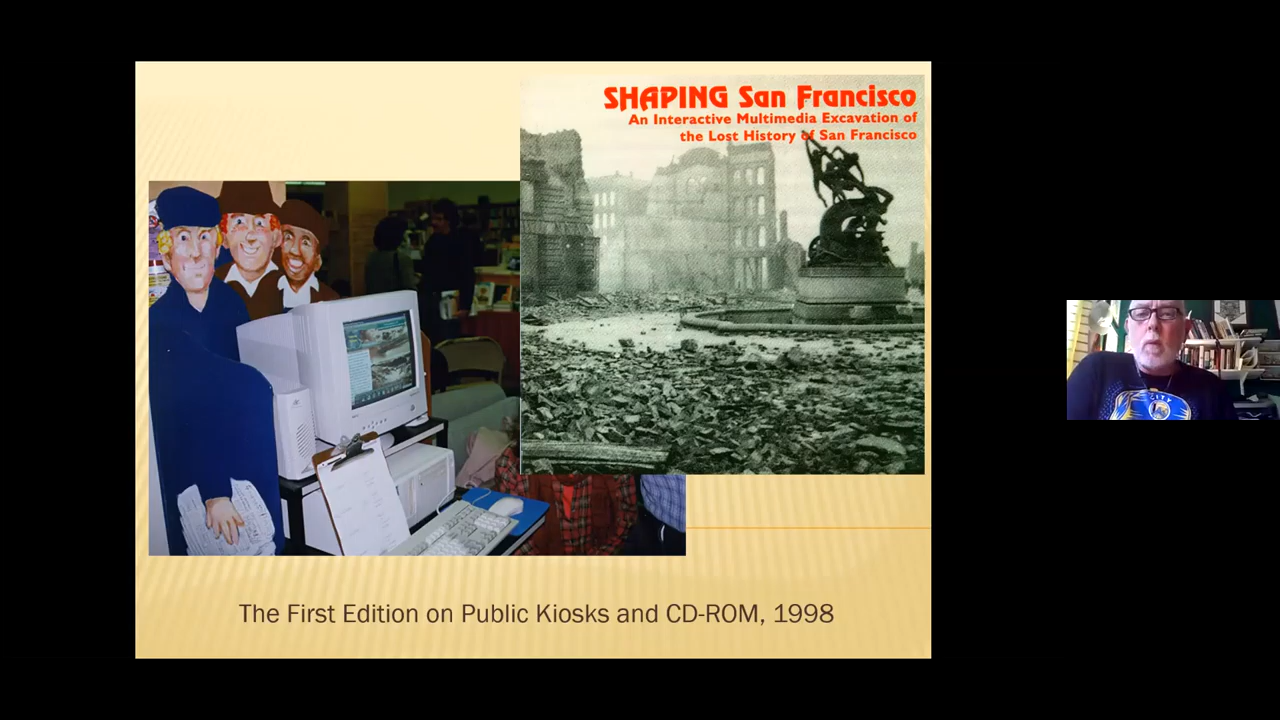 SHAPING San Francisco
An Interactive Multimedia Excavation of
the Lost History of San Francisco
CITY
The First Edition on Public Kiosks and CD-ROM, 1998